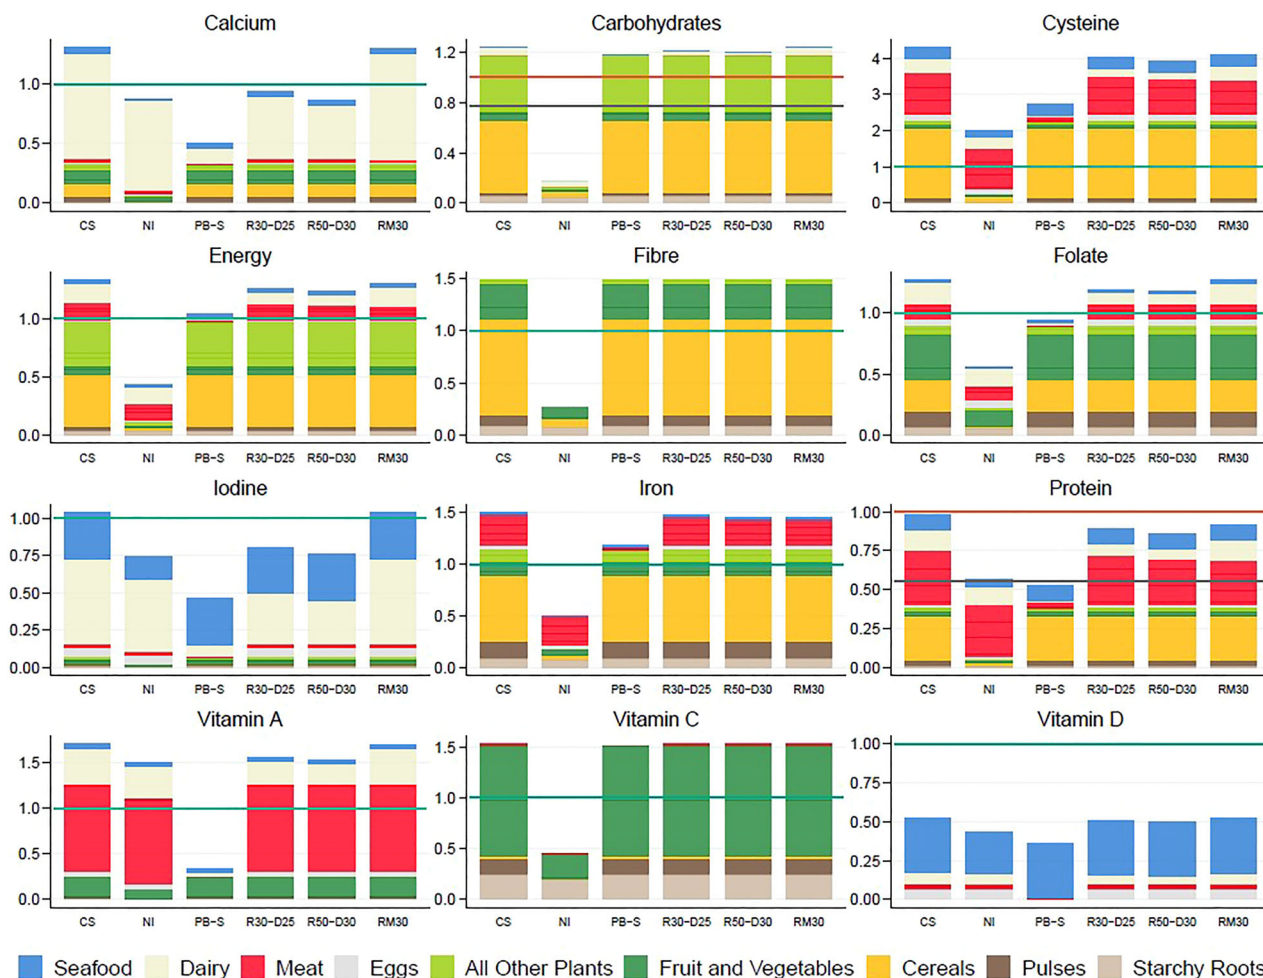 Calcium
Carbohydrates
Cysteine
1.0
0.5
0.0
CS NI PB-S R30-D25 R50-D30 RM30
1.2
0.8
0.4
0.0
CS NI PB-S R30-D25 R50-D30 RM30
4
3
2
1
0
CS NI PB-S R30-D25 R50-D30 RM30
Energy
Fibre
Folate
1.0
0.5
0.0
CS NI PB-S R30-D25 R50-D30 RM30
1.5
1.0
0.5
0.0
CS NI PB-S R30-D25 R50-D30 RM30
1.0
0.5
0.0
CS NI PB-S R30-D25 R50-D30 RM30
Iodine
Iron
Protein
1.00
0.75
0.50
0.25
0.00
CS NI PB-S R30-D25 R50-D30 RM30
1.5
1.0
0.5
0.0
CS NI PB-S R30-D25 R50-D30 RM30
1.00
0.75
0.50
0.25
0.00
CS NI PB-S R30-D25 R50-D30 RM30
Vitamin A
Vitamin C
Vitamin D
1.5
1.0
0.5
0.0
CS NI PB-S R30-D25 R50-D30 RM30
1.5
1.0
0.5
0.0
CS NI PB-S R30-D25 R50-D30 RM30
1.00
0.75
0.50
0.25
0.00
CS NI PB-S R30-D25 R50-D30 RM30
Seafood Dairy Meat Eggs All Other Plants Fruit and Vegetables Cereals Pulses Starchy Roots